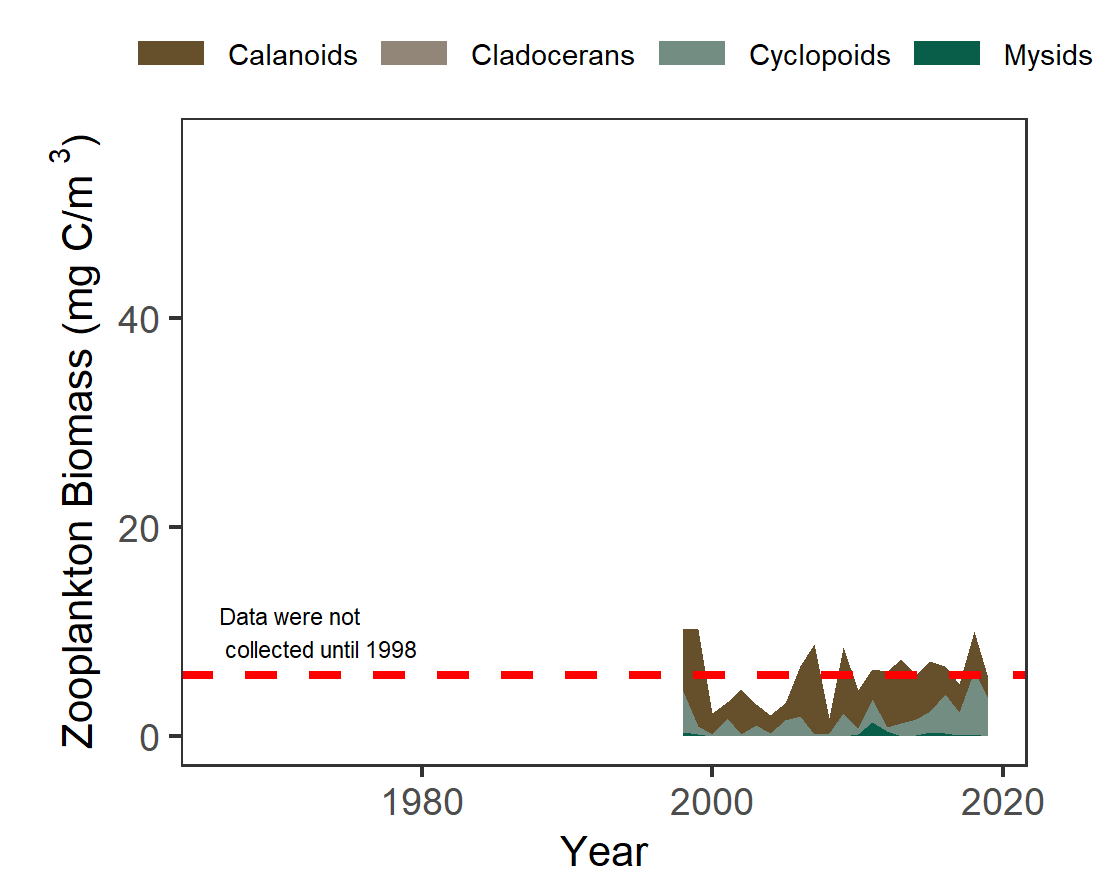 Calanoids Cladocerans Cyclopoids Mysids
Zooplankton Biomass (mg C/m ³)
40
20
0
Data were not
collected until 1998
1980 2000 2020
Year